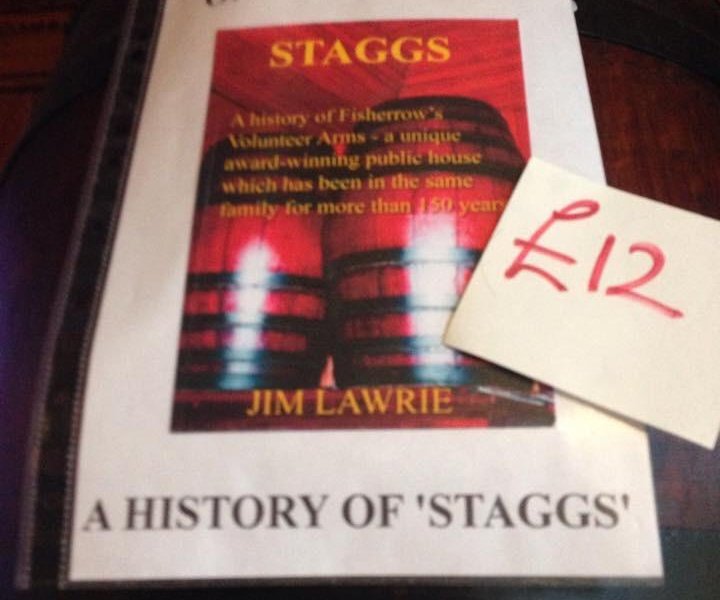 STAGGS
A history of Fisherrow's
Volunteer Arms - a unique
award-winning public house
which has been in the same
family for more than 150 years
£12
JIM LAWRIE
A HISTORY OF 'STAGGS'